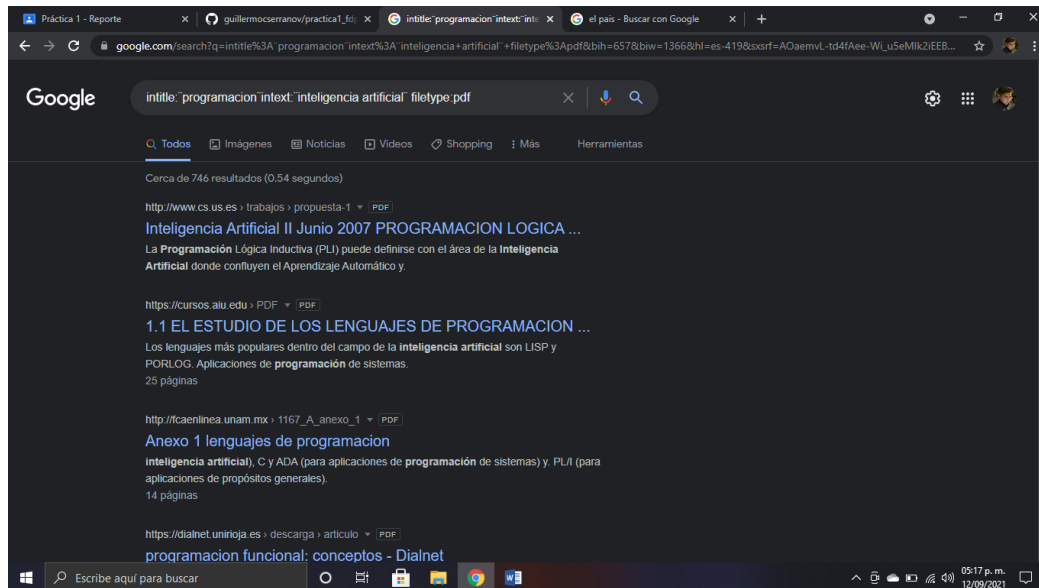 Práctica 1 - Reporte
guillermocserranov/practica1_fdp
intitle:¨programacion¨intext:¨inte
el pais - Buscar con Google
google.com/search?q=intitle%3A¨programacion¨intext%3A¨inteligencia+artificial¨+filetype%3Apdf&bih=657&biw=1366&hl=es-419&sxsrf=AOaemvL-td4fAee-Wi_uSeMIk2iEEB...
Google
intitle:¨programacion¨intext:¨inteligencia artificial¨ filetype:pdf
Todos Imágenes Noticias Videos Shopping Más Herramientas
Cerca de 746 resultados (0.54 segundos)
http://www.cs.us.es › trabajos › propuesta-1 PDF
Inteligencia Artificial II Junio 2007 PROGRAMACION LOGICA ...
La Programación Lógica Inductiva (PLI) puede definirse con el área de la Inteligencia
Artificial donde confluyen el Aprendizaje Automático y.
https://cursos.aiu.edu › PDF PDF
1.1 EL ESTUDIO DE LOS LENGUAJES DE PROGRAMACION ...
Los lenguajes más populares dentro del campo de la inteligencia artificial son LISP y
PORLOG. Aplicaciones de programación de sistemas.
25 páginas
http://fcaenlinea.unam.mx › 1167_A_anexo_1 PDF
Anexo 1 lenguajes de programacion
inteligencia artificial), C y ADA (para aplicaciones de programación de sistemas) y. PL/I (para
aplicaciones de propósitos generales).
14 páginas
https://dialnet.unirioja.es › descarga › articulo PDF
programacion funcional: conceptos - Dialnet
Escribe aquí para buscar
05:17 p. m.
12/09/2021